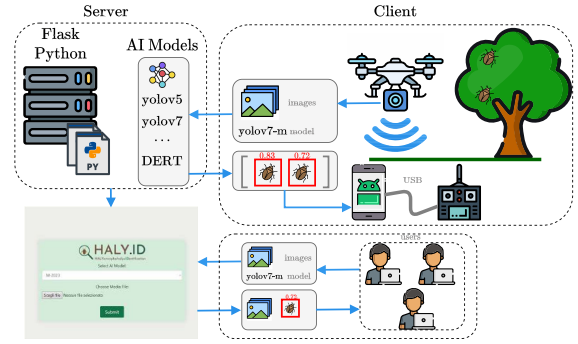 Server
Client
Flask
Python
AI Models
yolov5
yolov7
...
DERT
PY
images
yolov7-m model
0.83 0.72
USB
HALY.ID
Select AI Model:
Choose Media File:
Submit
users
images
yolov7-m model
0.72